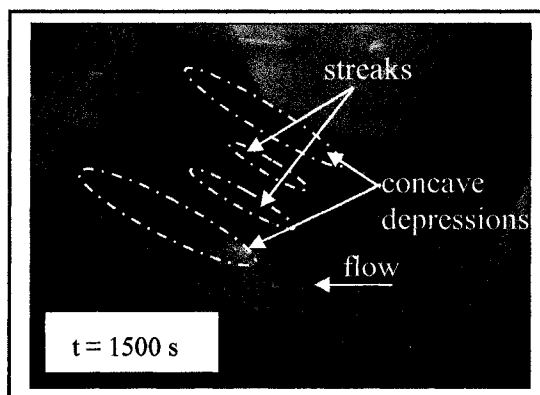 streaks
concave
depressions
flow
t = 1500 s